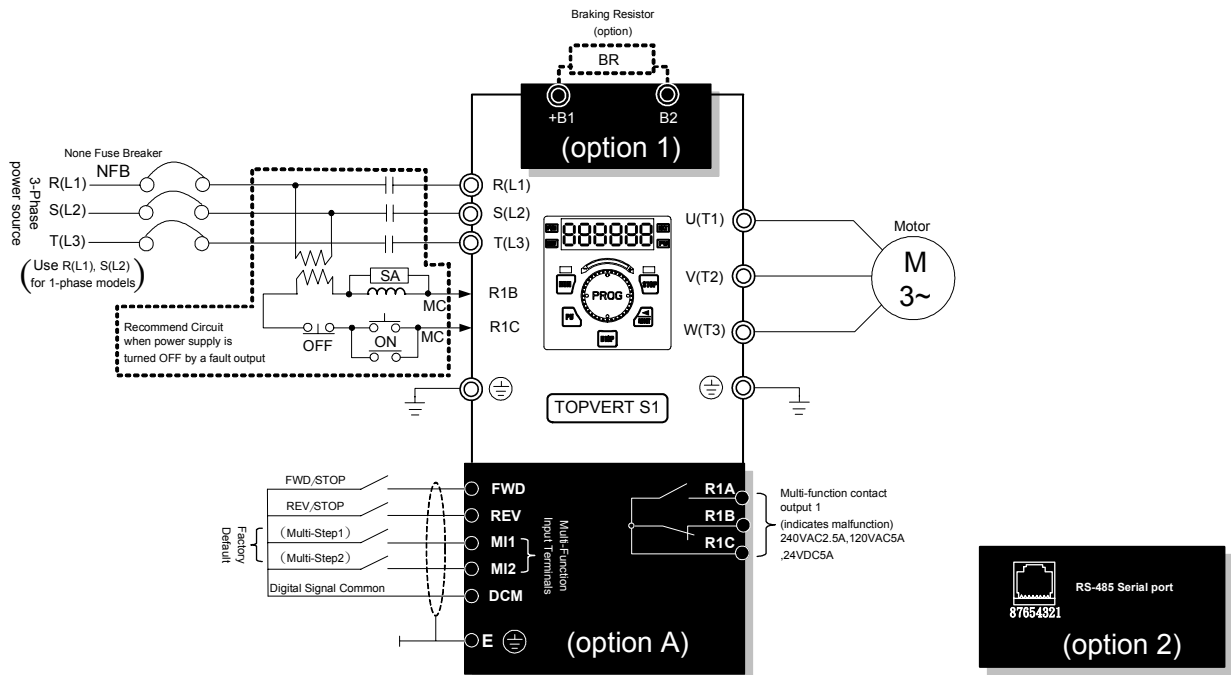 Braking Resistor
(option)
BR
+B1
B2
(option 1)
3-Phase
power source
None Fuse Breaker
NFB
R(L1)
S(L2)
T(L3)
(Use R(L1), S(L2)
for 1-phase models)
R(L1)
S(L2)
T(L3)
SA
MC
R1B
OFF
ON
MC
R1C
Recommend Circuit
when power supply is
turned OFF by a fault output
PROG
STOP
U(T1)
V(T2)
W(T3)
Motor
M
3~
TOPVERT S1
Factory
Default
FWD/STOP
REV/STOP
(Multi-Step1)
(Multi-Step2)
Digital Signal Common
FWD
REV
MI1
MI2
DCM
E
Multi-Function
Input Terminals
(option A)
R1A
R1B
R1C
Multi-function contact
output 1
(indicates malfunction)
240VAC2.5A,120VAC5A
,24VDC5A
87654321
RS-485 Serial port
(option 2)